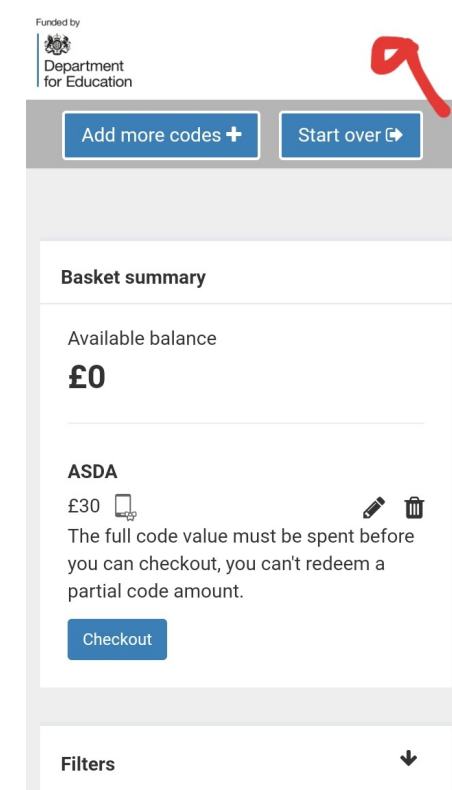 Funded by
Department
for Education
Add more codes
Start over
Basket summary
Available balance
£0
ASDA
£30
The full code value must be spent before
you can checkout, you can't redeem a
partial code amount.
Checkout
Filters